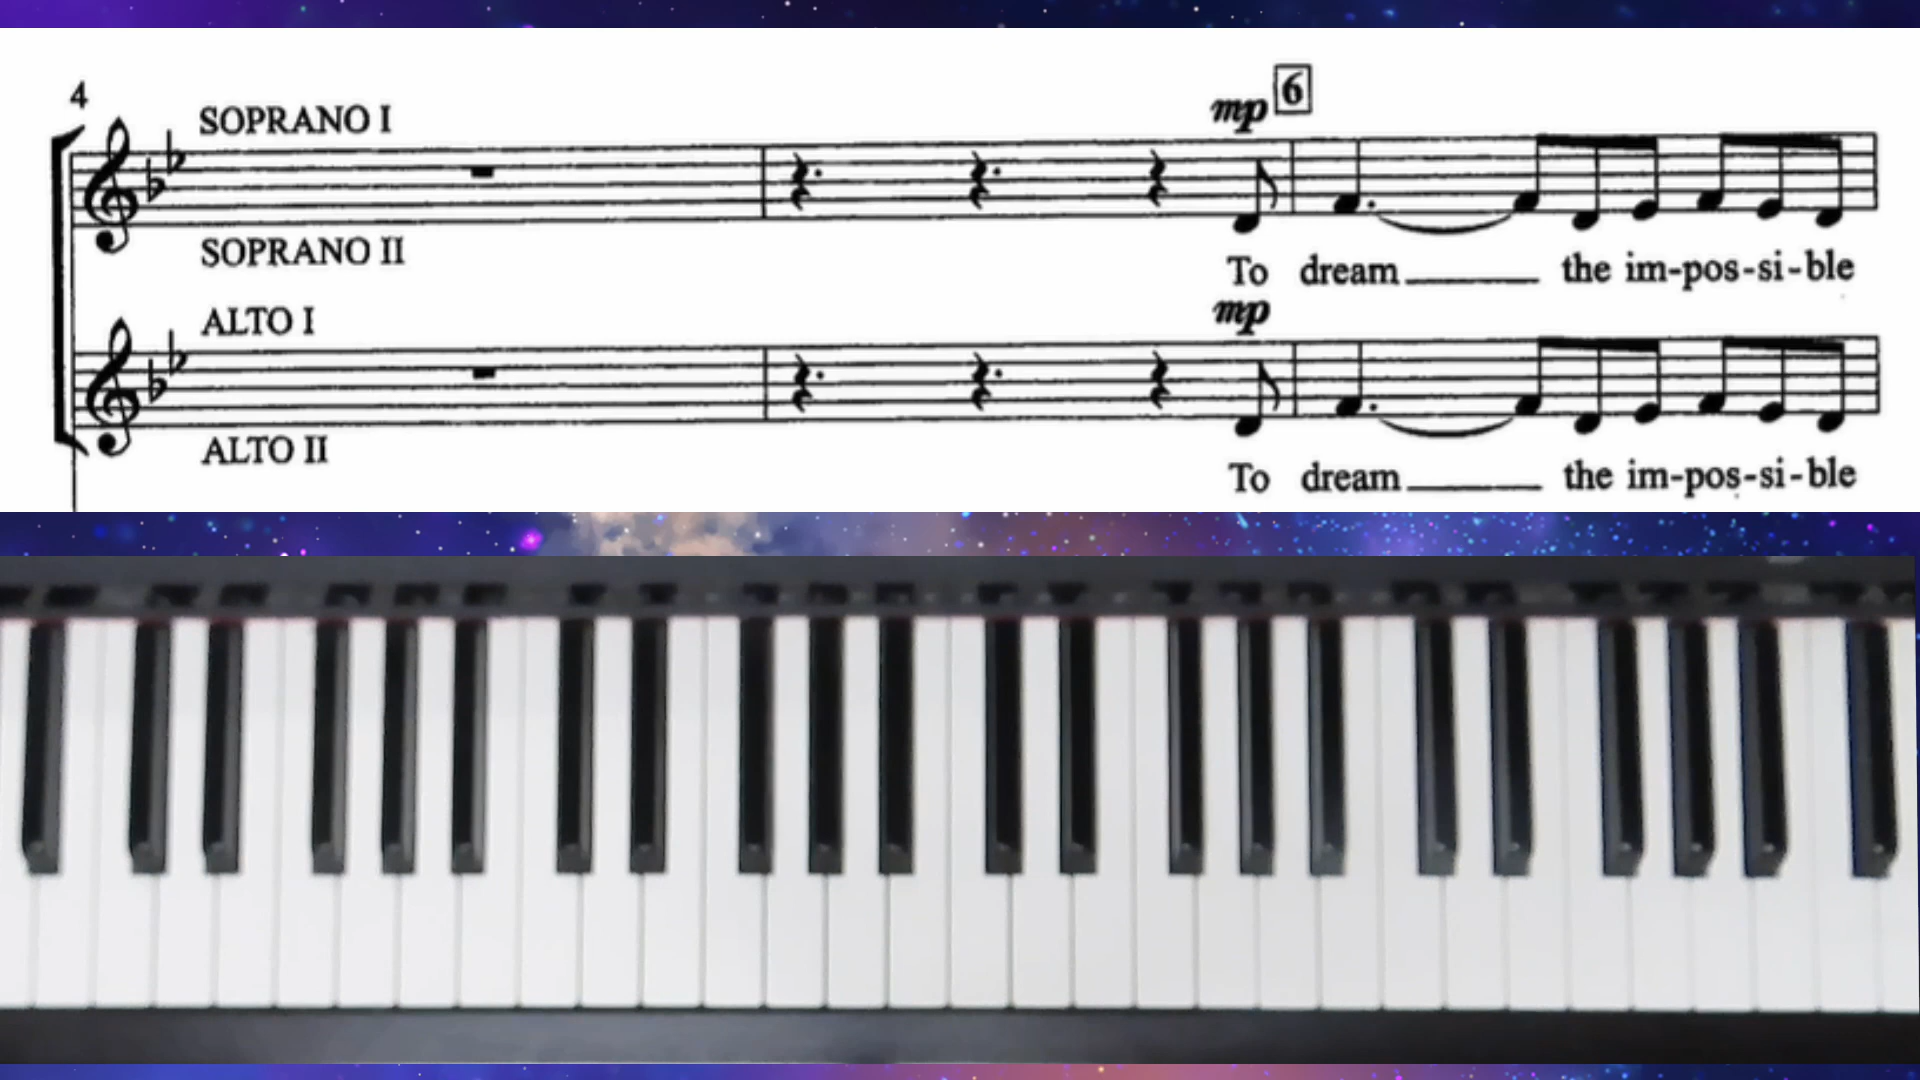 4
SOPRANO I
mp 6
SOPRANO II
To dream the im-pos-si-ble
ALTO I
mp
ALTO II
To dream the im-pos-si-ble